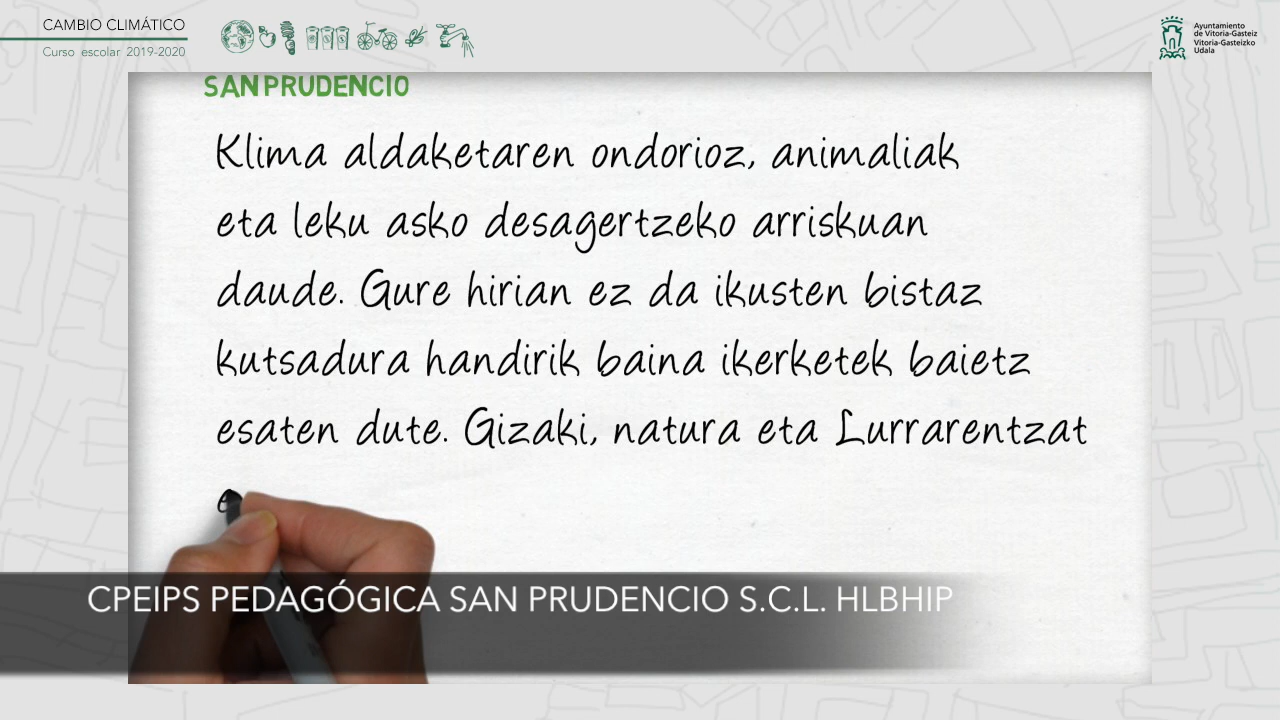 CAMBIO CLIMÁTICO
Curso escolar 2019-2020
Ayuntamiento
de Vitoria-Gasteiz
Vitoria-Gasteizko
Udala
SAN PRUDENCIO
Klima aldaketaren ondorioz, animaliak
eta leku asko desagertzeko arriskuan
daude. Gure hirian ez da ikusten bistaz
kutsadura handirik baina ikerketek baietz
esaten dute. Gizaki, natura eta Lurrarentzat
CPEIPS PEDAGÓGICA SAN PRUDENCIO S.C.L. HLBHIP